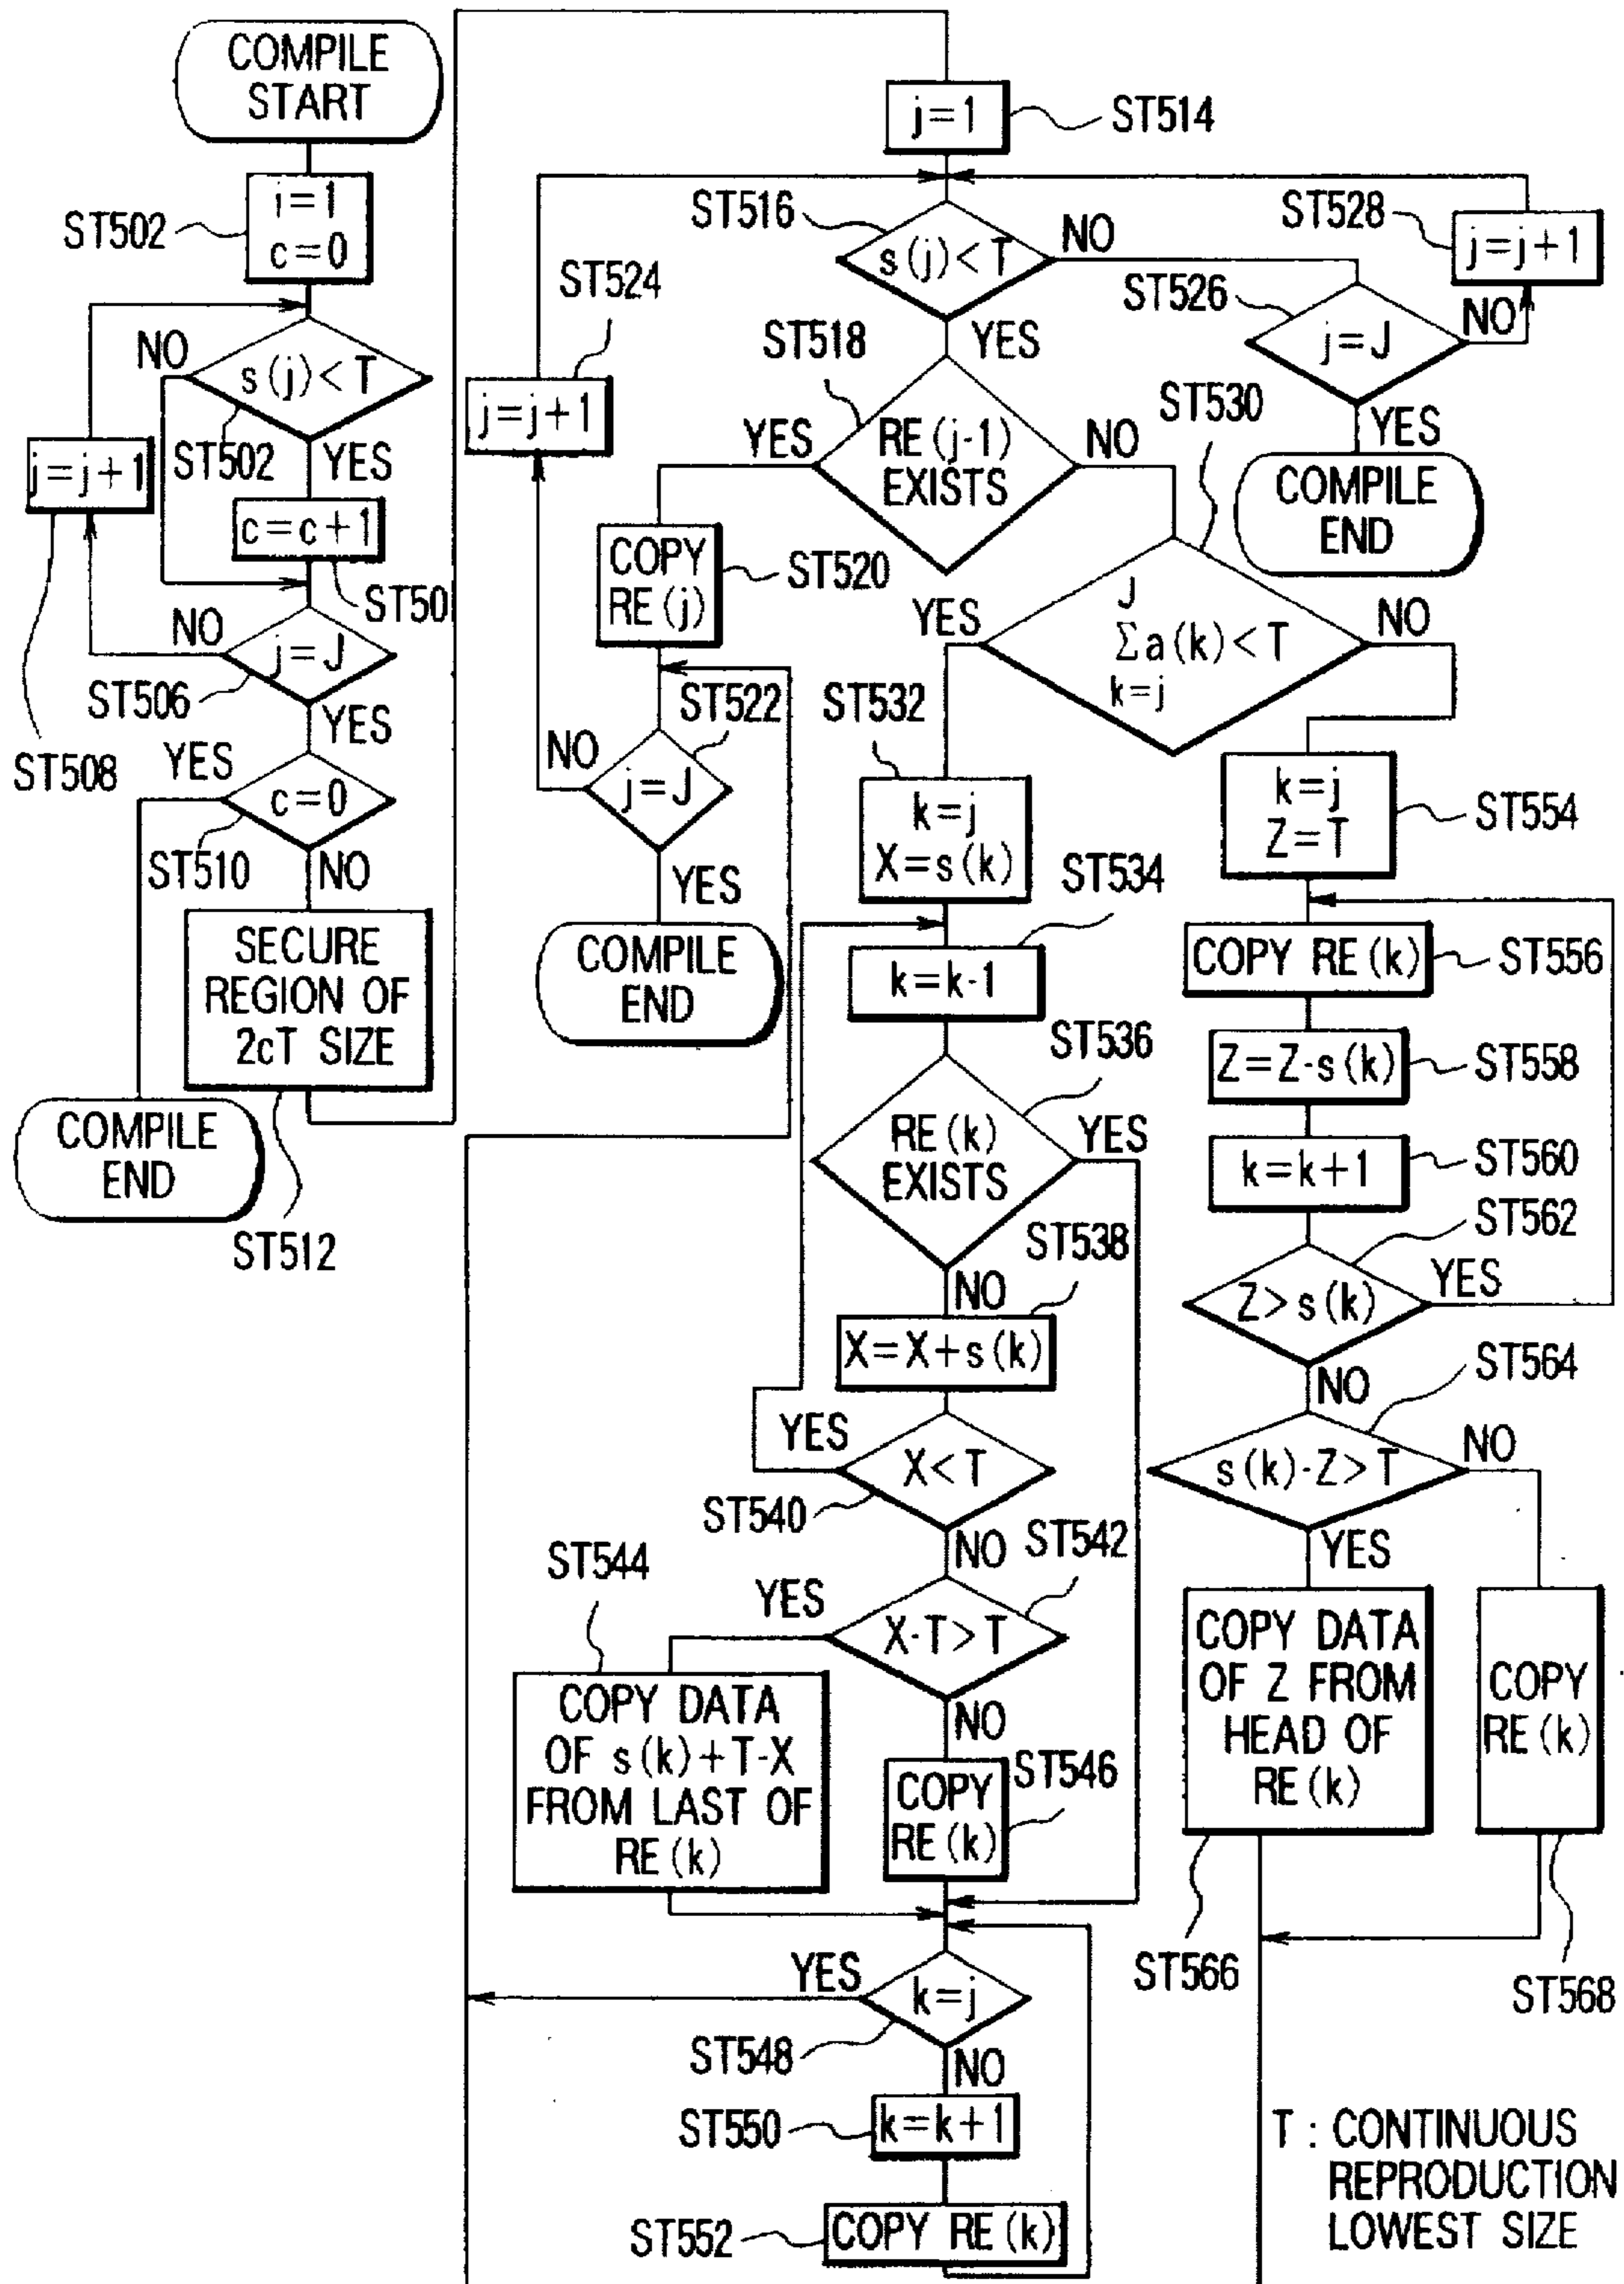 COMPILE
START
i=1
c=0
ST502
NO
s(j)<T
ST502
YES
j=j+1
c=c+1
ST50
NO
j=J
ST506
YES
ST508
YES
c=0
ST510
NO
SECURE
REGION OF
2cT SIZE
COMPILE
END
ST512
j=1
ST514
ST516
s(j)<T
NO
YES
ST528
j=j+1
ST526
j=J
NO
YES
COMPILE
END
ST524
j=j+1
ST518
YES
RE(j-1)
EXISTS
NO
COPY
RE(j)
ST520
ST522
NO
j=J
YES
COMPILE
END
ST530
YES
J
Σa(k)<T
k=j
NO
ST532
k=j
X=s(k)
ST534
k=k-1
ST536
RE(k)
EXISTS
YES
NO
ST538
X=X+s(k)
YES
X<T
ST540
NO
ST542
ST544
YES
X-T>T
COPY DATA
OF s(k)+T-X
FROM LAST OF
RE(k)
NO
COPY
RE(k)
ST546
YES
k=j
ST548
NO
ST550
k=k+1
ST552
COPY RE(k)
k=j
Z=T
ST554
COPY RE(k)
ST556
Z=Z-s(k)
ST558
k=k+1
ST560
ST562
Z>s(k)
YES
NO
ST564
s(k)-Z>T
NO
YES
COPY DATA
OF Z FROM
HEAD OF
RE(k)
COPY
RE(k)
ST566
ST568
T : CONTINUOUS
REPRODUCTION
LOWEST SIZE